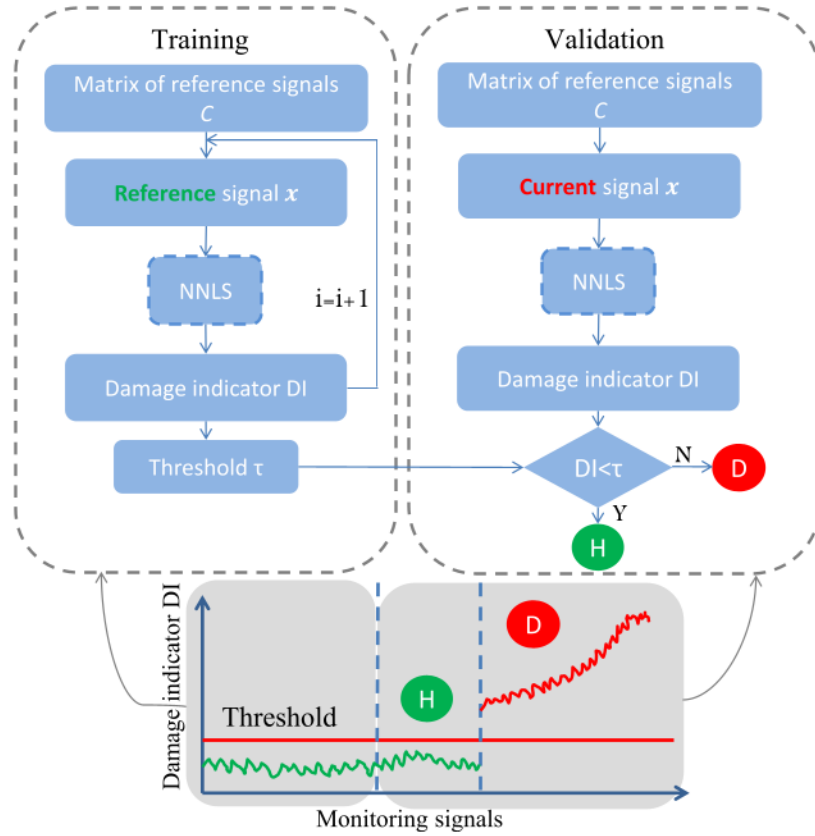 Training
Matrix of reference signals
C
Reference signal x
NNLS
i=i+1
Damage indicator DI
Threshold τ
Validation
Matrix of reference signals
C
Current signal x
NNLS
Damage indicator DI
DI<τ
N
D
Y
H
Damage indicator DI
D
H
Threshold
Monitoring signals